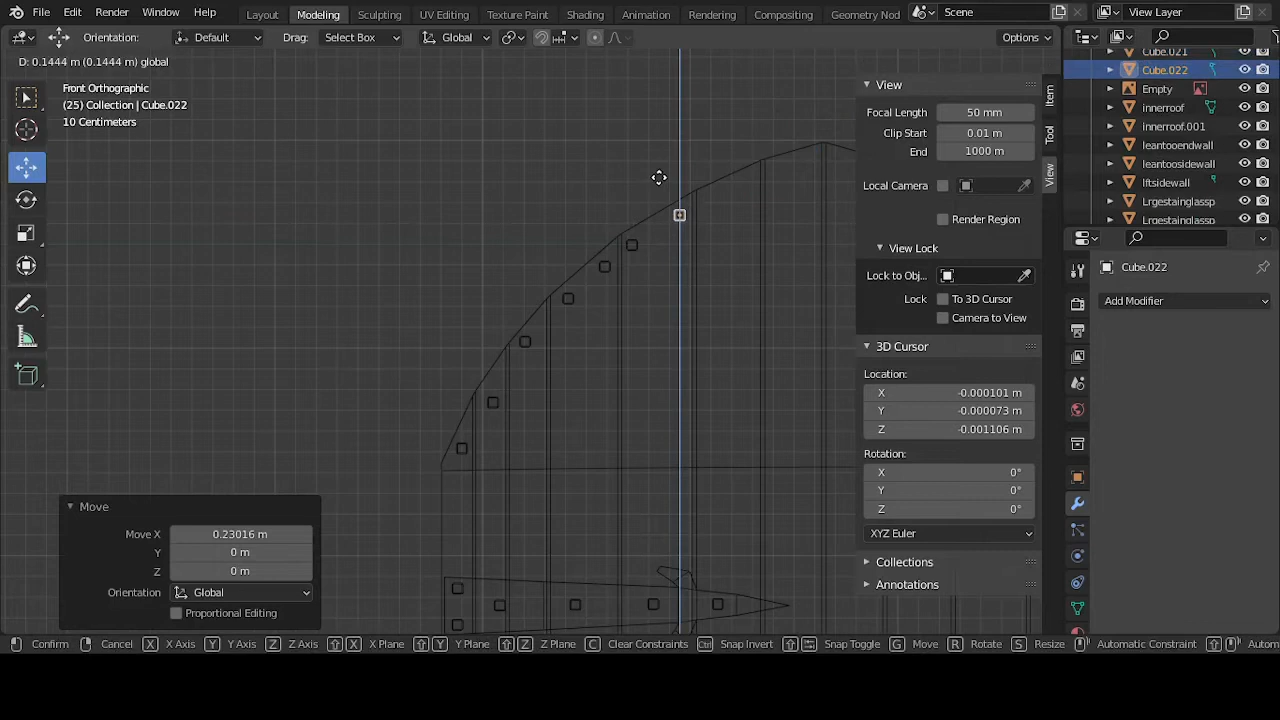 File Edit Render Window Help Layout Modeling Sculpting UV Editing Texture Paint Shading Animation Rendering Compositing Geometry Nod Scene View Layer
Orientation: Default Drag: Select Box Global Options
D: 0.1444 m (0.1444 m) global
Front Orthographic
(25) Collection | Cube.022
10 Centimeters
View
Focal Length 50 mm
Clip Start 0.01 m
End 1000 m
Local Camera
Render Region
View Lock
Lock to Obj...
Lock To 3D Cursor
Camera to View
3D Cursor
Location:
X -0.000101 m
Y -0.000073 m
Z -0.001106 m
Rotation:
X 0°
Y 0°
Z 0°
XYZ Euler
Collections
Annotations
Item
Tool
View
Cube.021
Cube.022
Empty
innerroof
innerroof.001
leantooendwall
leantoosidewall
lftsidewall
Lrgestainglassp
Lrgestainglassp
Cube.022
Add Modifier
Move
Move X 0.23016 m
Y 0 m
Z 0 m
Orientation Global
Proportional Editing
Confirm Cancel X X Axis Y Y Axis Z Z Axis X X Plane Y Y Plane Z Z Plane C Clear Constraints Ctrl Snap Invert Snap Toggle G Move R Rotate S Resize Automatic Constraint Autom